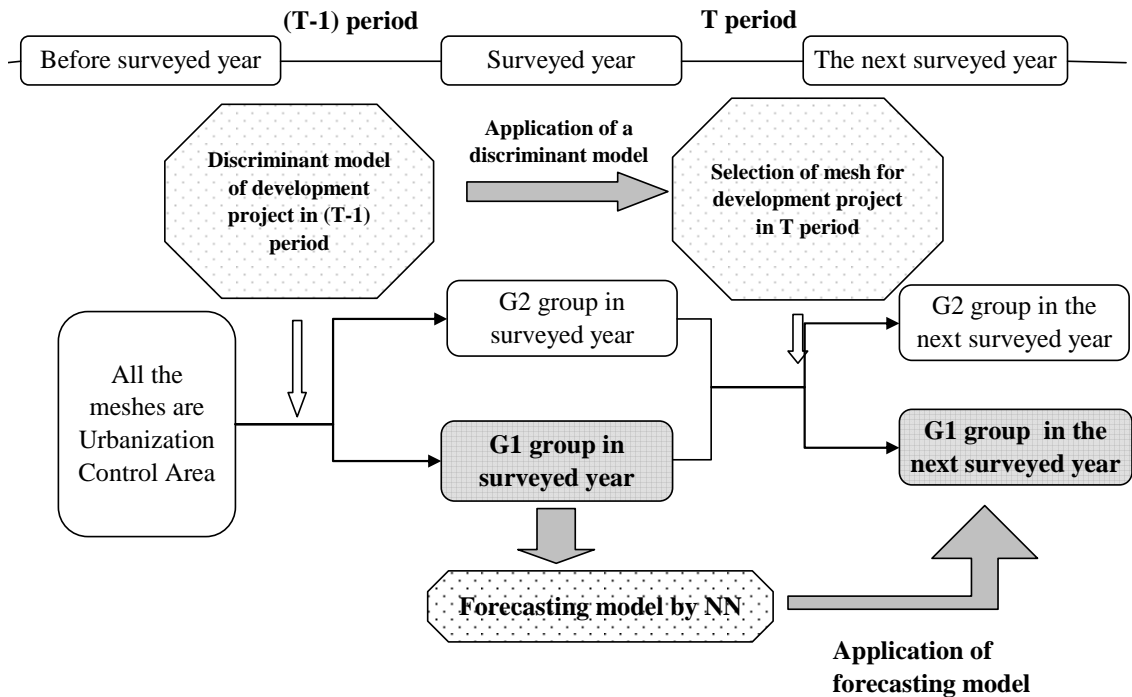 (T-1) period
T period
Before surveyed year
Surveyed year
The next surveyed year
Discriminant model
of development
project in (T-1)
period
Application of a
discriminant model
Selection of mesh for
development project
in T period
All the
meshes are
Urbanization
Control Area
G2 group in
surveyed year
G1 group in
surveyed year
G2 group in the
next surveyed year
G1 group in the
next surveyed year
Forecasting model by NN
Application of
forecasting model